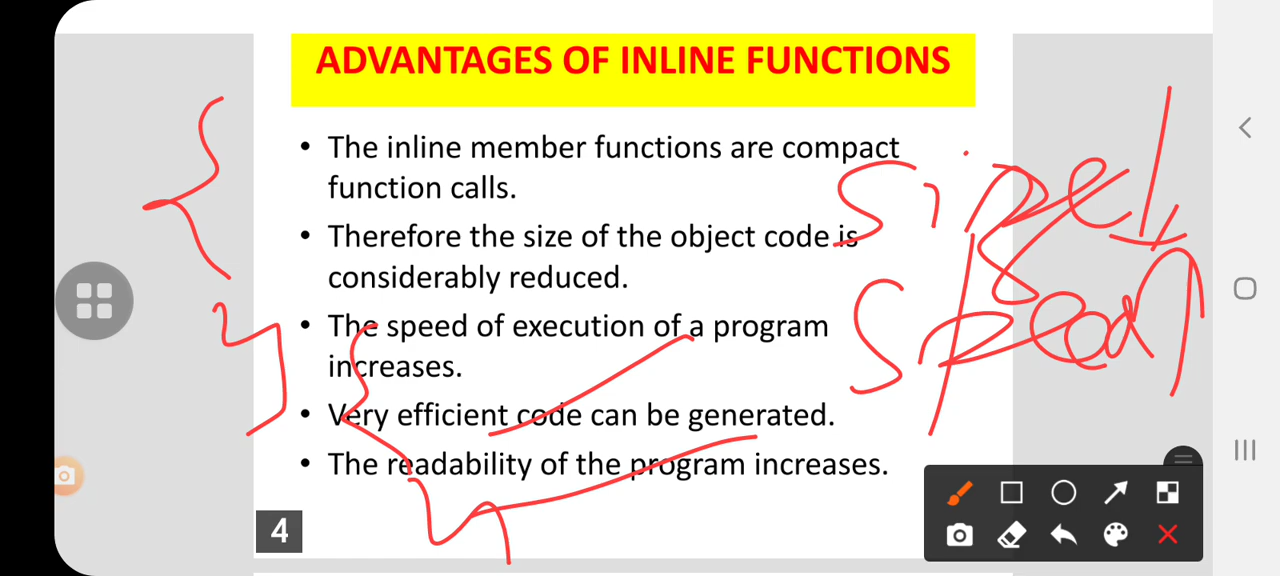 ADVANTAGES OF INLINE FUNCTIONS
• The inline member functions are compact
function calls.
• Therefore the size of the object code is
considerably reduced.
• The speed of execution of a program
increases.
• Very efficient code can be generated.
• The readability of the program increases.
4